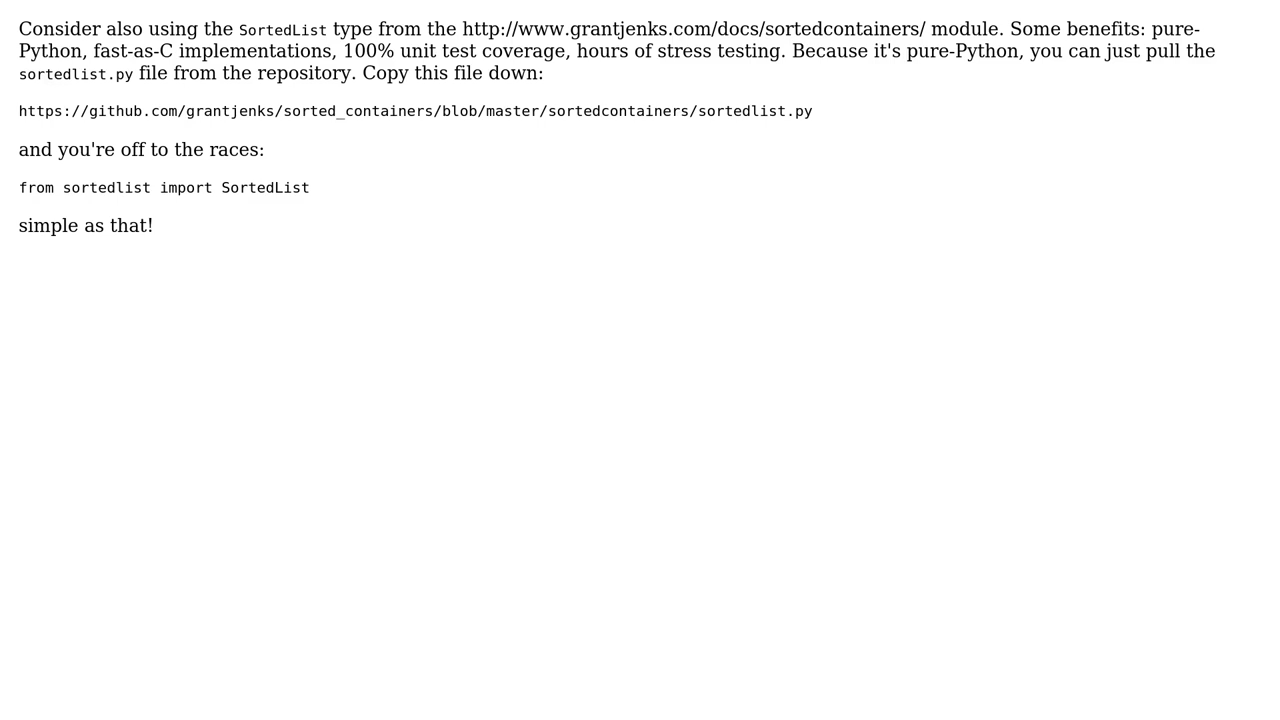 Consider also using the SortedList type from the http://www.grantjenks.com/docs/sortedcontainers/ module. Some benefits: pure-
Python, fast-as-C implementations, 100% unit test coverage, hours of stress testing. Because it's pure-Python, you can just pull the
sortedlist.py file from the repository. Copy this file down:
https://github.com/grantjenks/sorted_containers/blob/master/sortedcontainers/sortedlist.py
and you're off to the races:
from sortedlist import SortedList
simple as that!